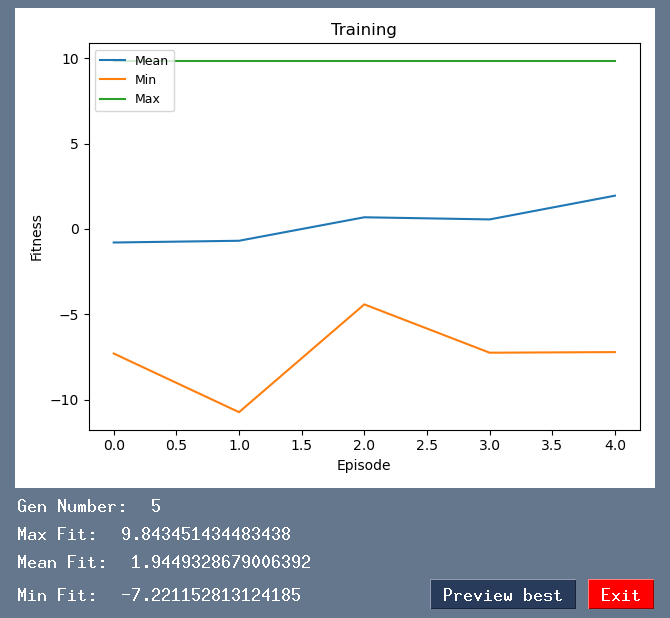 Training
10
5
0
−5
−10
Fitness
Mean
Min
Max
0.0 0.5 1.0 1.5 2.0 2.5 3.0 3.5 4.0
Episode
Gen Number: 5
Max Fit: 9.843451434483438
Mean Fit: 1.9449328679006392
Min Fit: -7.221152813124185
Preview best
Exit